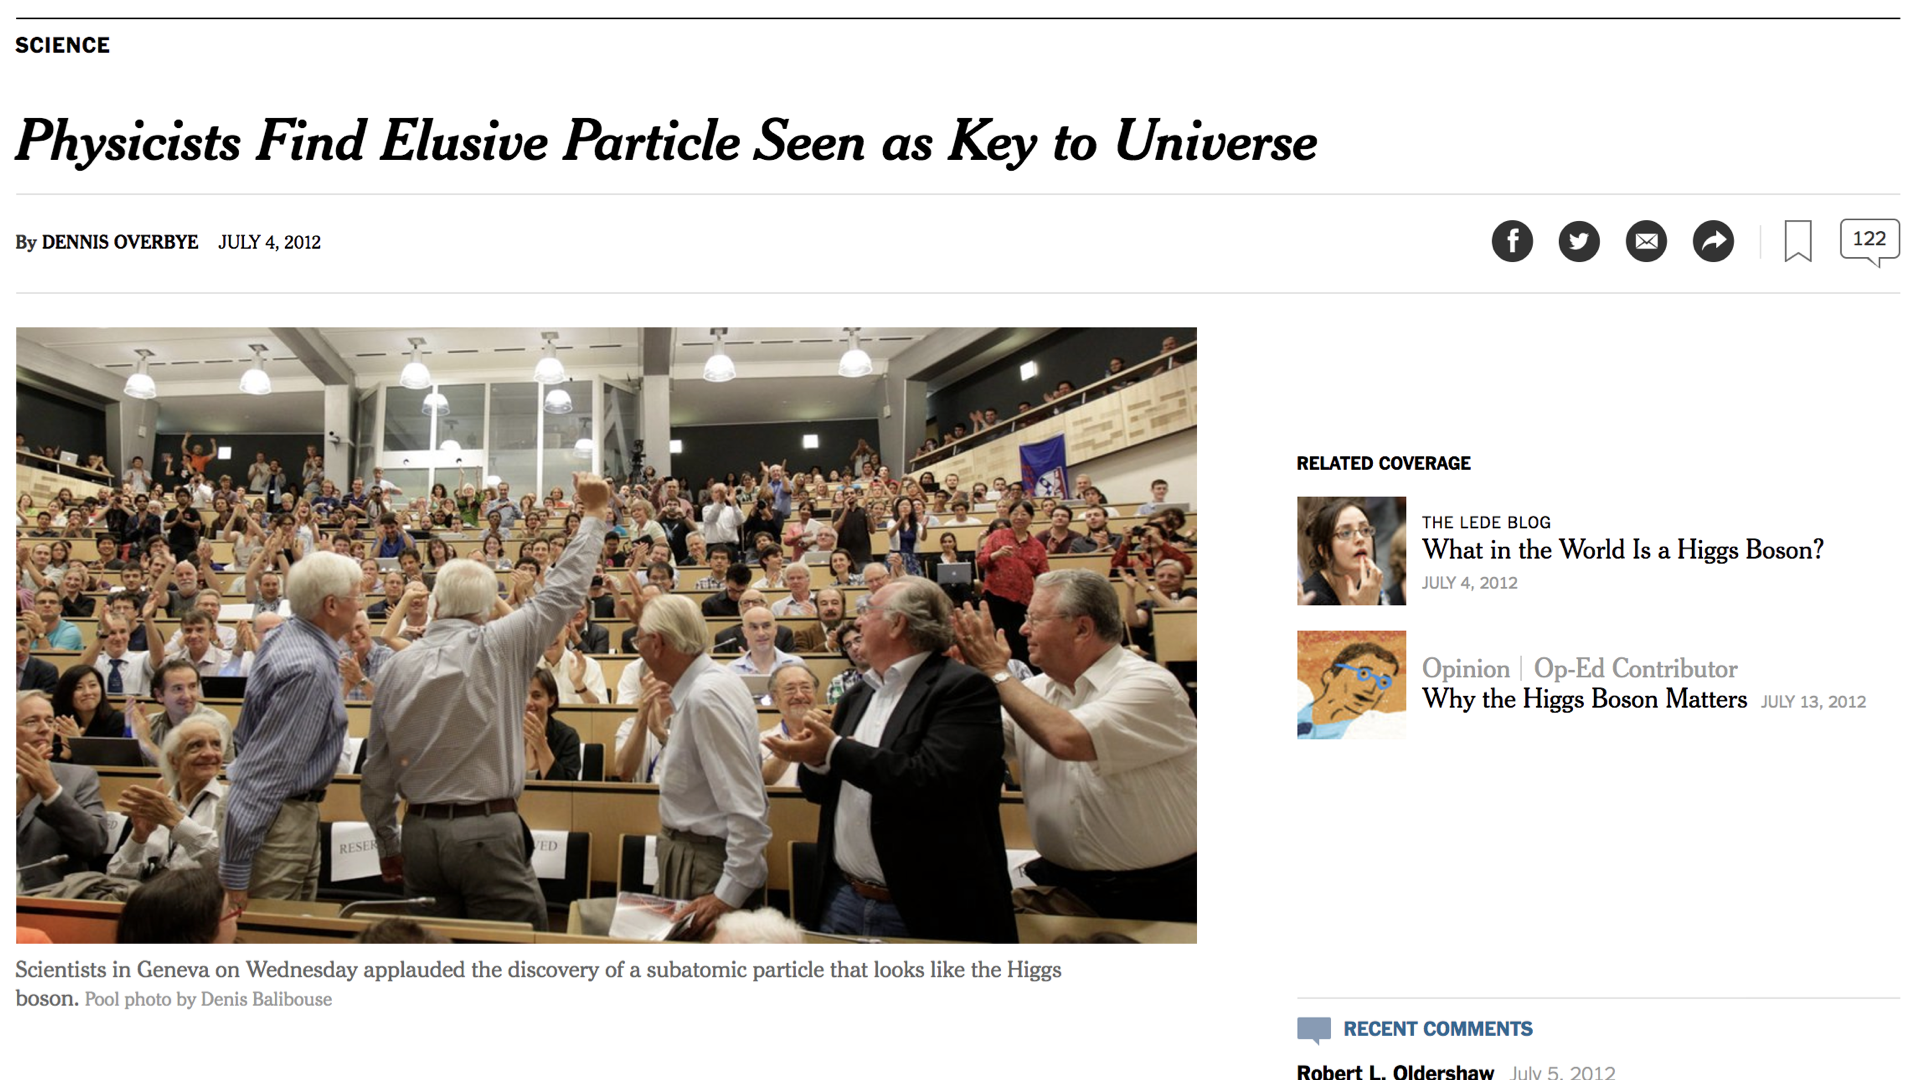 SCIENCE
Physicists Find Elusive Particle Seen as Key to Universe
By DENNIS OVERBYE JULY 4, 2012
122
RELATED COVERAGE
THE LEDE BLOG
What in the World Is a Higgs Boson?
JULY 4, 2012
Opinion | Op-Ed Contributor
Why the Higgs Boson Matters JULY 13, 2012
Scientists in Geneva on Wednesday applauded the discovery of a subatomic particle that looks like the Higgs
boson. Pool photo by Denis Balibouse
RECENT COMMENTS
Robert L. Oldershaw July 5, 2012